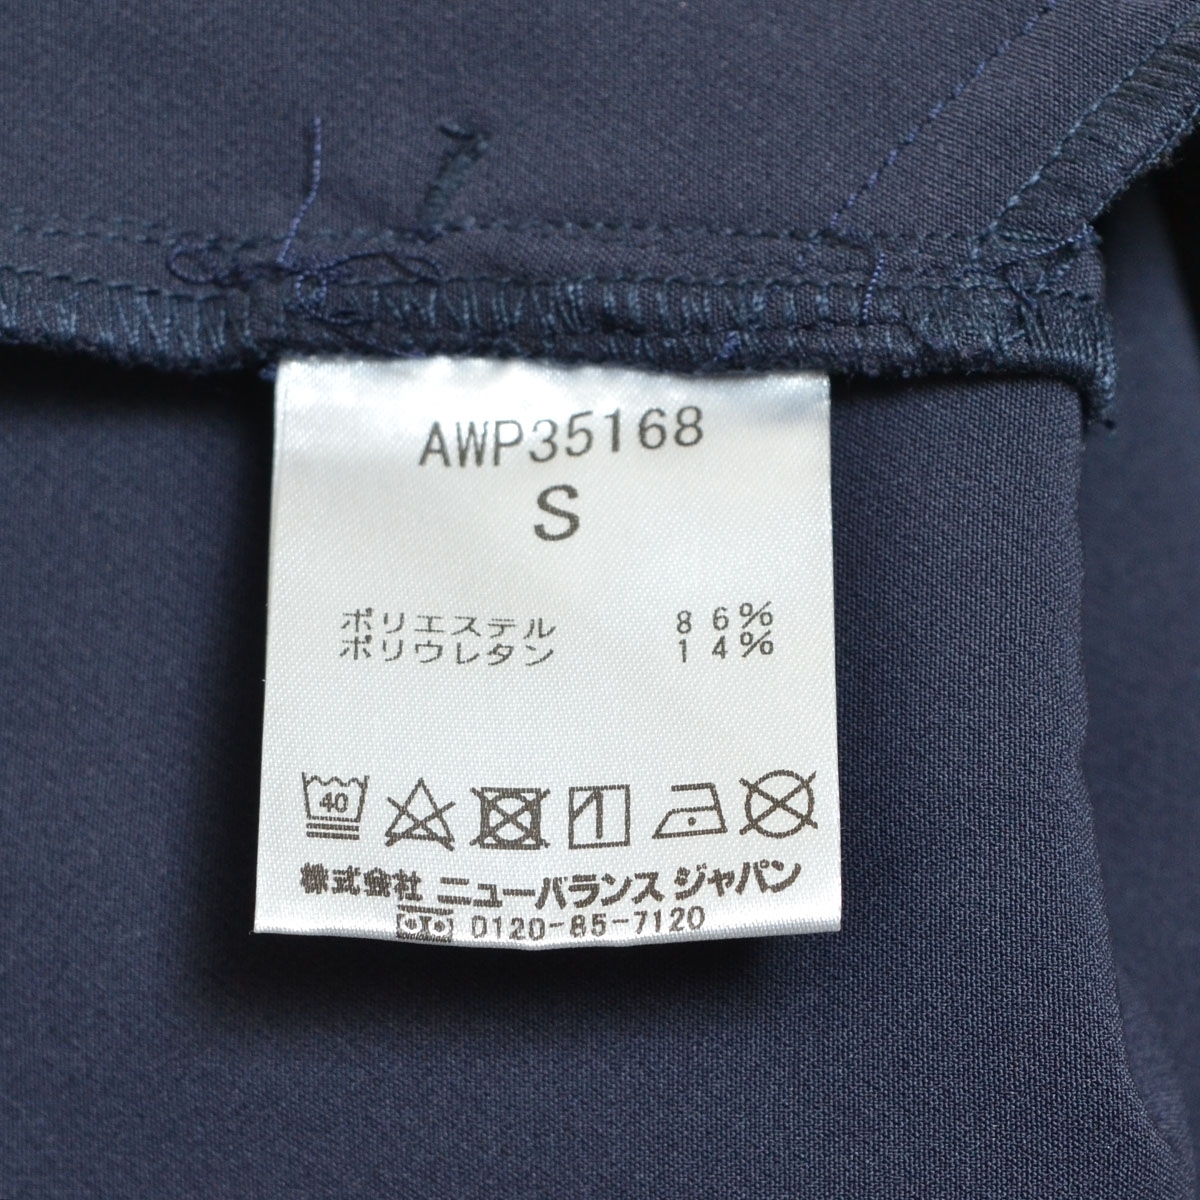 AWP35168
S
ポリエステル 86%
ポリウレタン 14%
40
株式会社 ニューバランス ジャパン
0120-85-7120